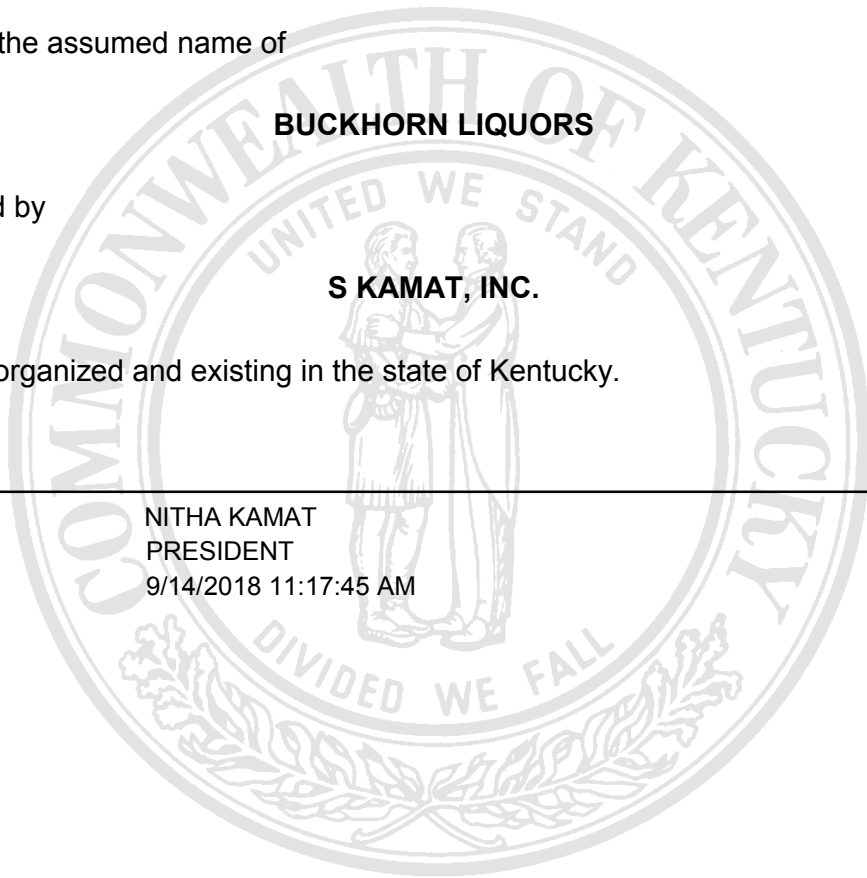 the assumed name of
BUCKHORN LIQUORS
d by
S KAMAT, INC.
organized and existing in the state of Kentucky.
NITHA KAMAT
PRESIDENT
9/14/2018 11:17:45 AM
COMMONWEALTH OF KENTUCKY
UNITED WE STAND
DIVIDED WE FALL